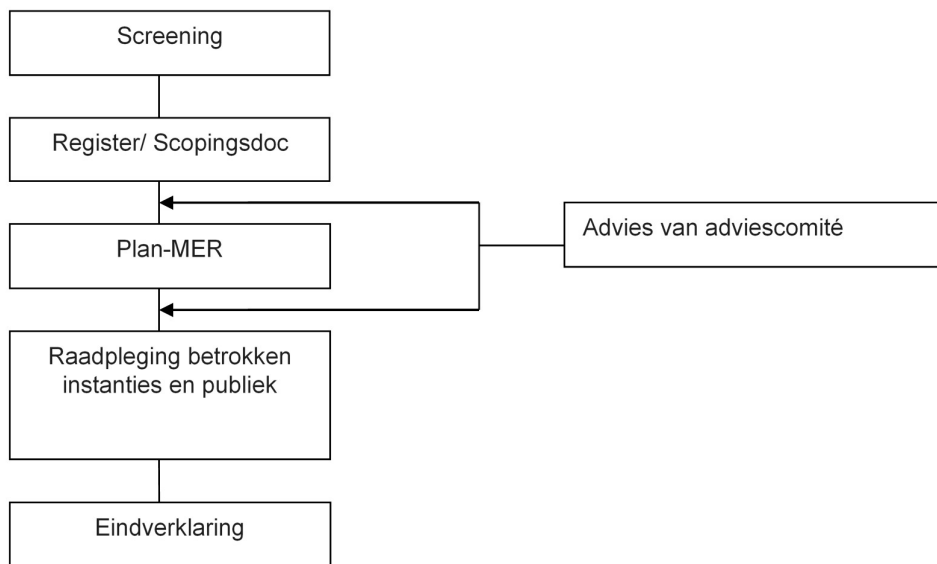 Screening
Register/ Scopingsdoc
Advies van adviescomité
Plan-MER
Raadpleging betrokken
instanties en publiek
Eindverklaring